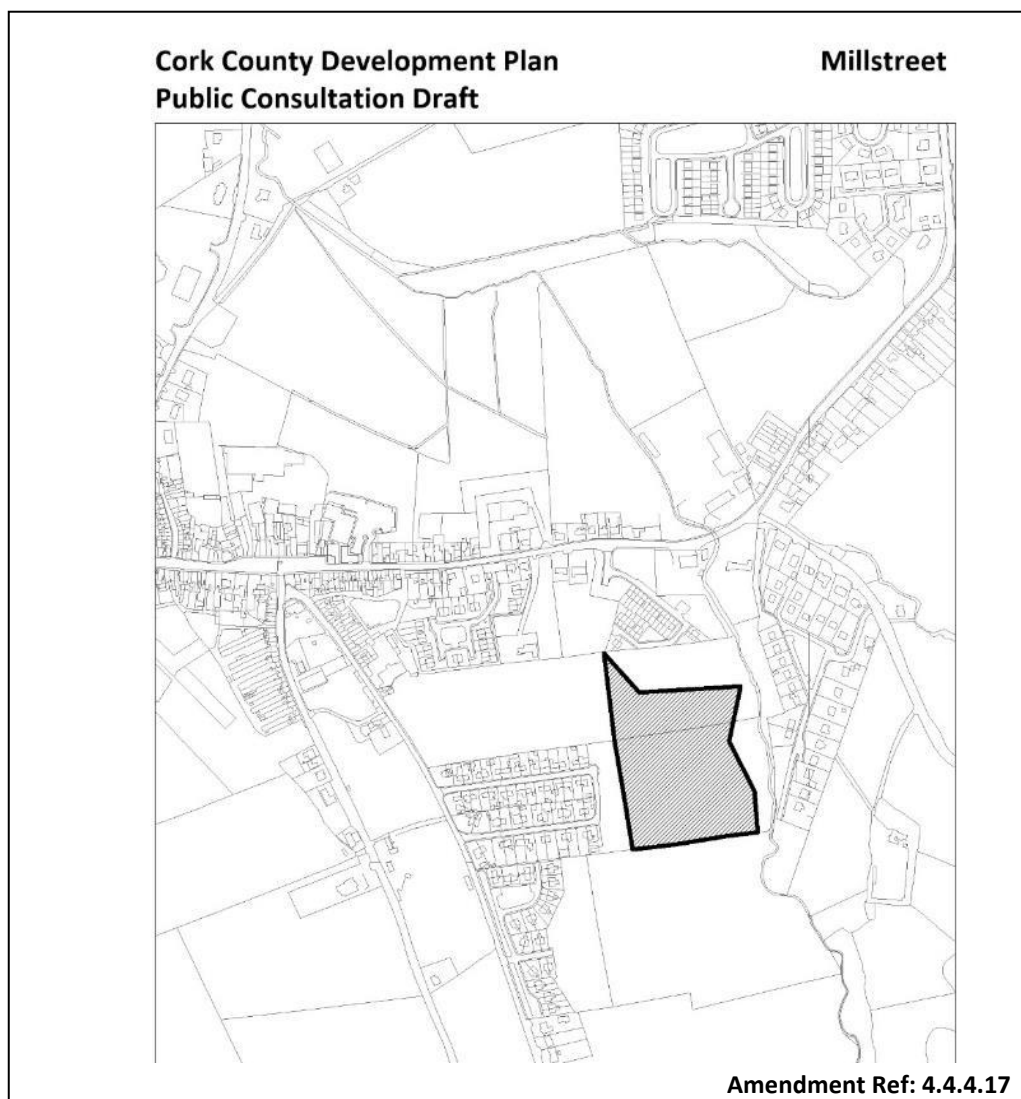 Cork County Development Plan
Millstreet
Public Consultation Draft
Amendment Ref: 4.4.4.17